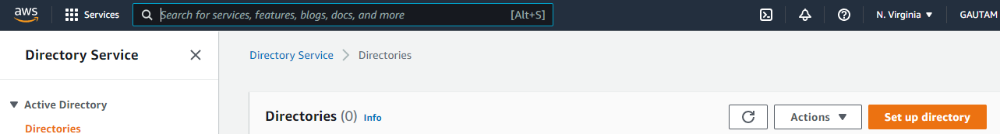 aws Services Search for services, features, blogs, docs, and more [Alt+S] N. Virginia GAUTAM
Directory Service
Directory Service Directories
Active Directory
Directories (0) Info Actions Set up directory
Directories